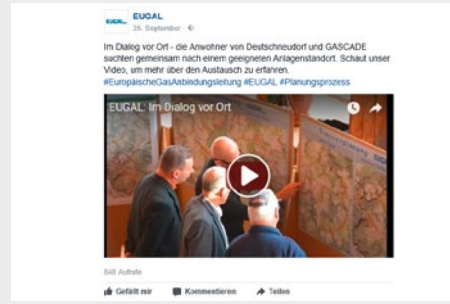 EUGAL
25. September
Im Dialog vor Ort - die Anwohner von Deutschneudorf und GASCADE
suchten gemeinsam nach einem geeigneten Anlagenstandort. Schaut unser
Video, um mehr über den Austausch zu erfahren.
#EuropäischeGasAnbindungsleitung #EUGAL #Planungsprozess
EUGAL: Im Dialog vor Ort
848 Aufrufe
Gefällt mir Kommentieren Teilen